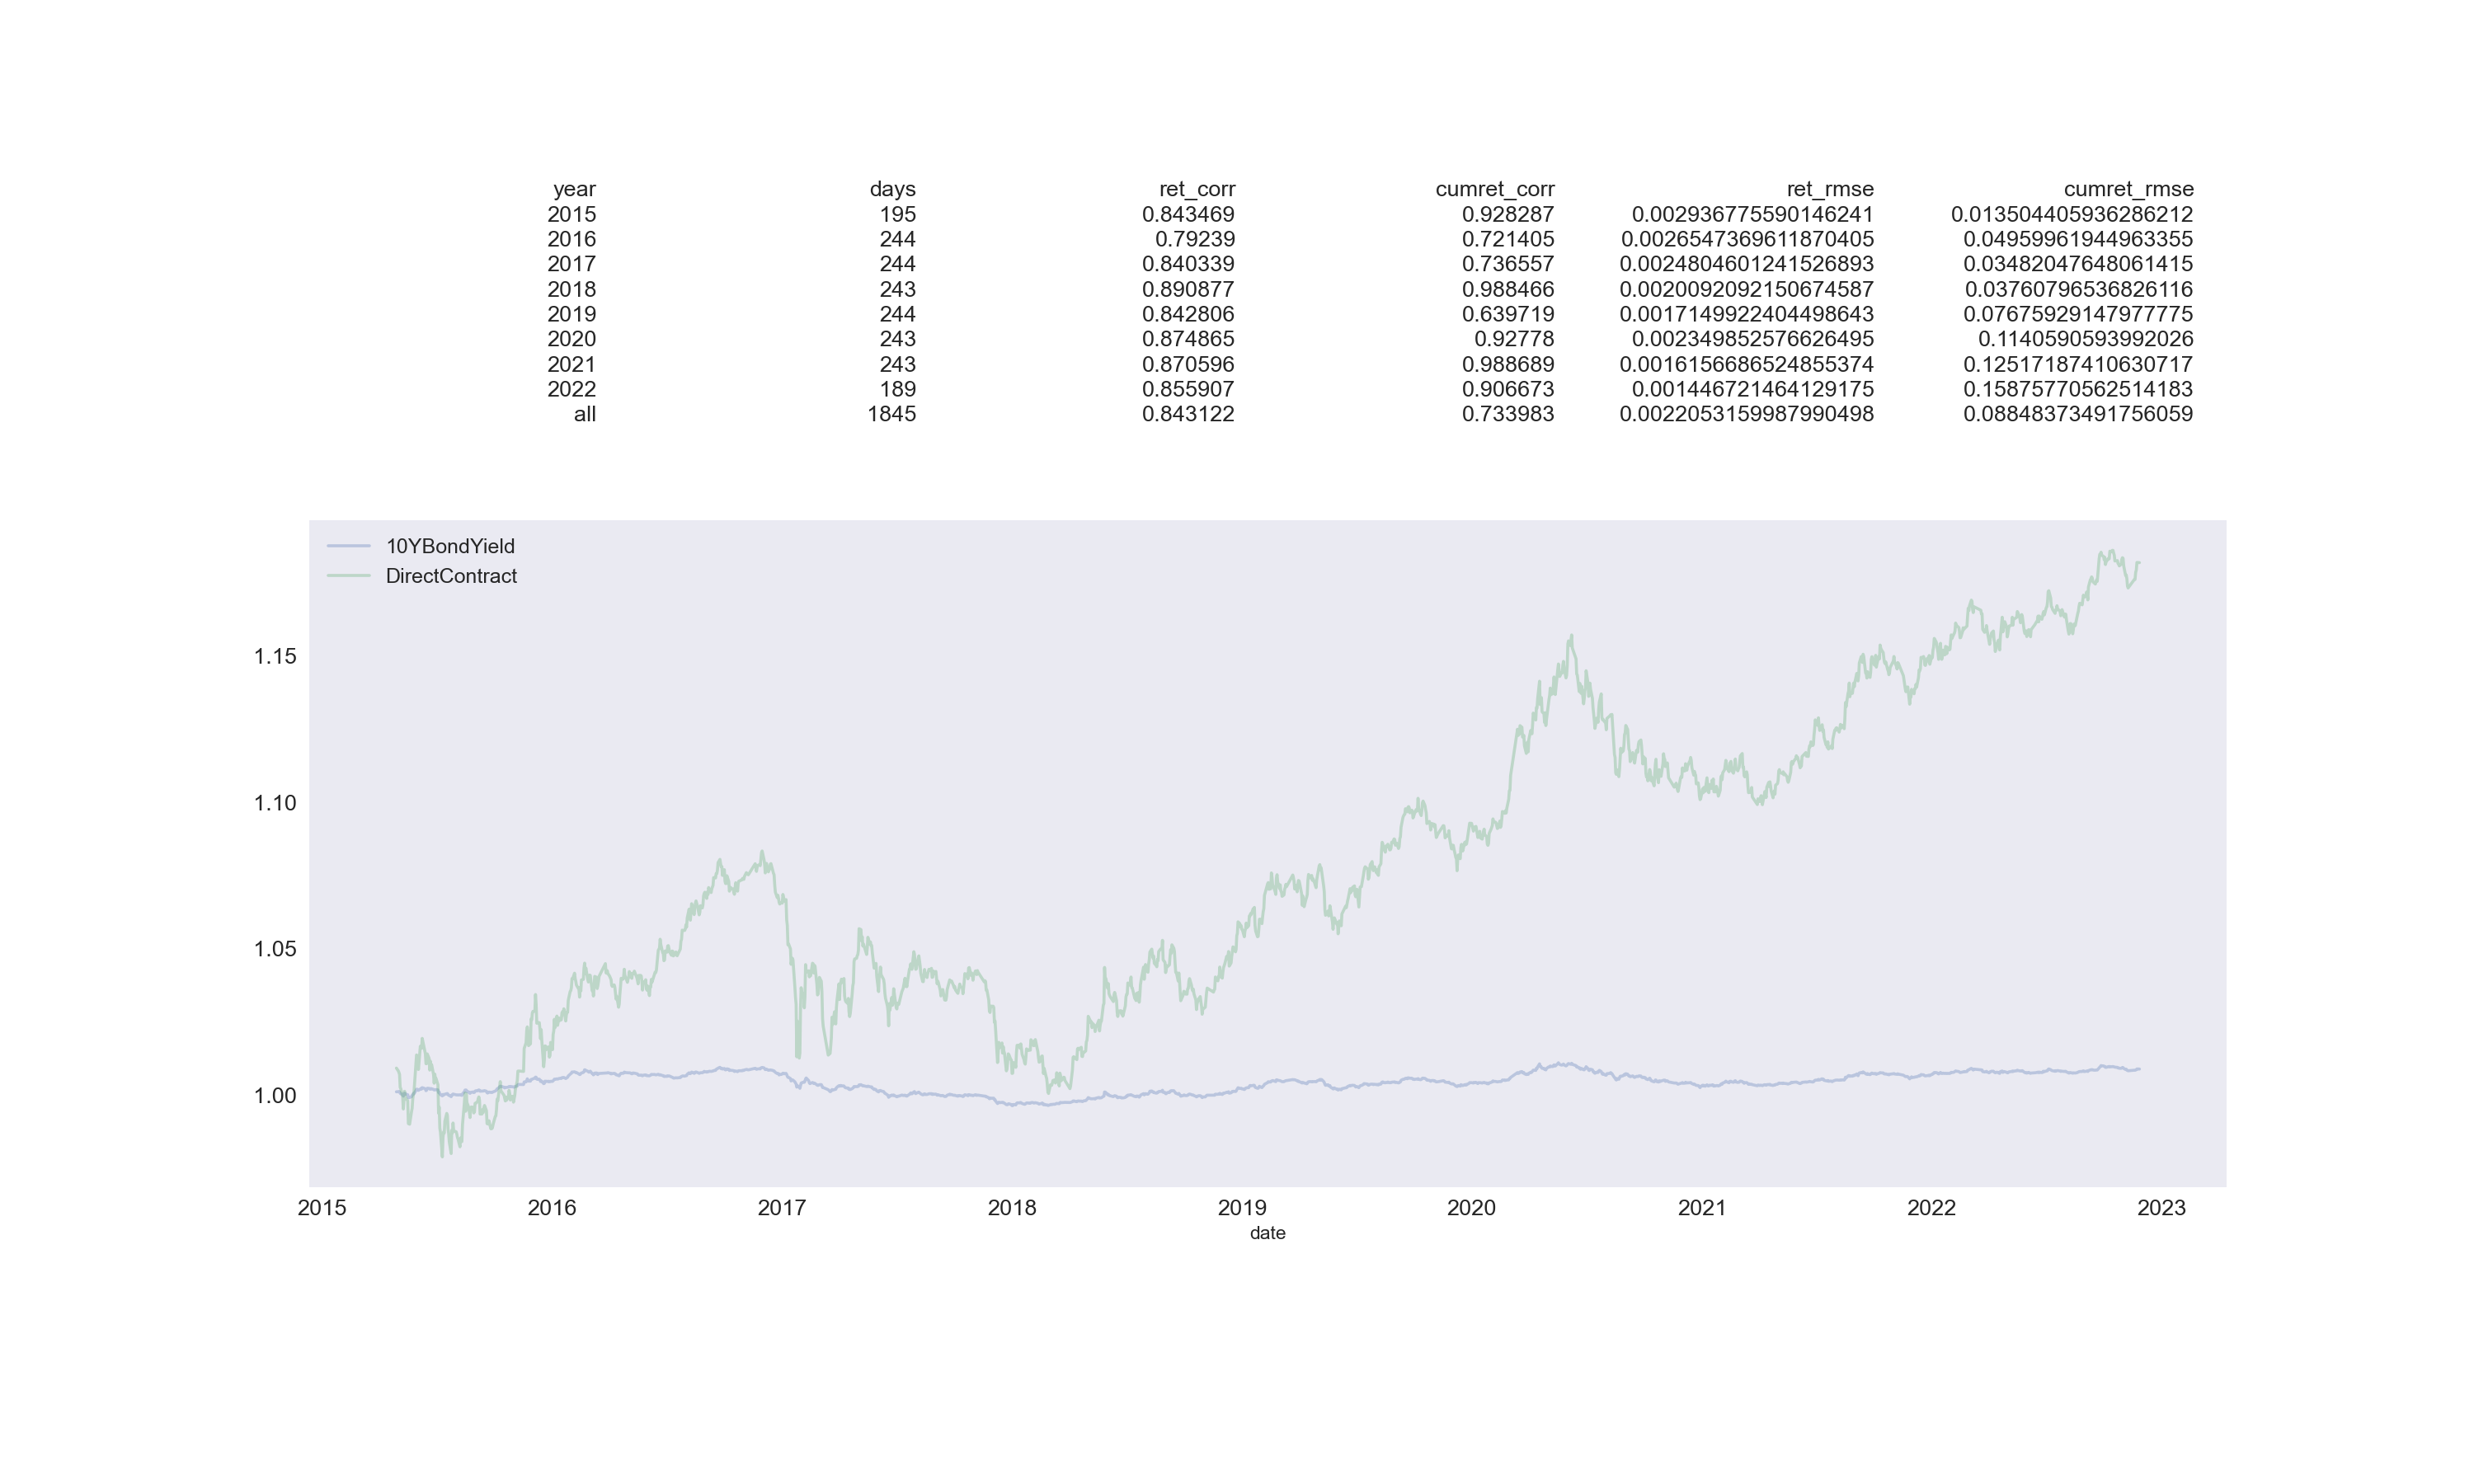 year days ret_corr cumret_corr ret_rmse cumret_rmse
2015 195 0.843469 0.928287 0.002936775590146241 0.013504405936286212
2016 244 0.79239 0.721405 0.0026547369611870405 0.04959961944963355
2017 244 0.840339 0.736557 0.0024804601241526893 0.03482047648061415
2018 243 0.890877 0.988466 0.0020092092150674587 0.03760796536826116
2019 244 0.842806 0.639719 0.0017149922404498643 0.07675929147977775
2020 243 0.874865 0.92778 0.002349852576626495 0.1140590593992026
2021 243 0.870596 0.988689 0.0016156686524855374 0.12517187410630717
2022 189 0.855907 0.906673 0.001446721464129175 0.15875770562514183
all 1845 0.843122 0.733983 0.0022053159987990498 0.08848373491756059
10YBondYield
DirectContract
1.15
1.10
1.05
1.00
2015 2016 2017 2018 2019 2020 2021 2022 2023
date